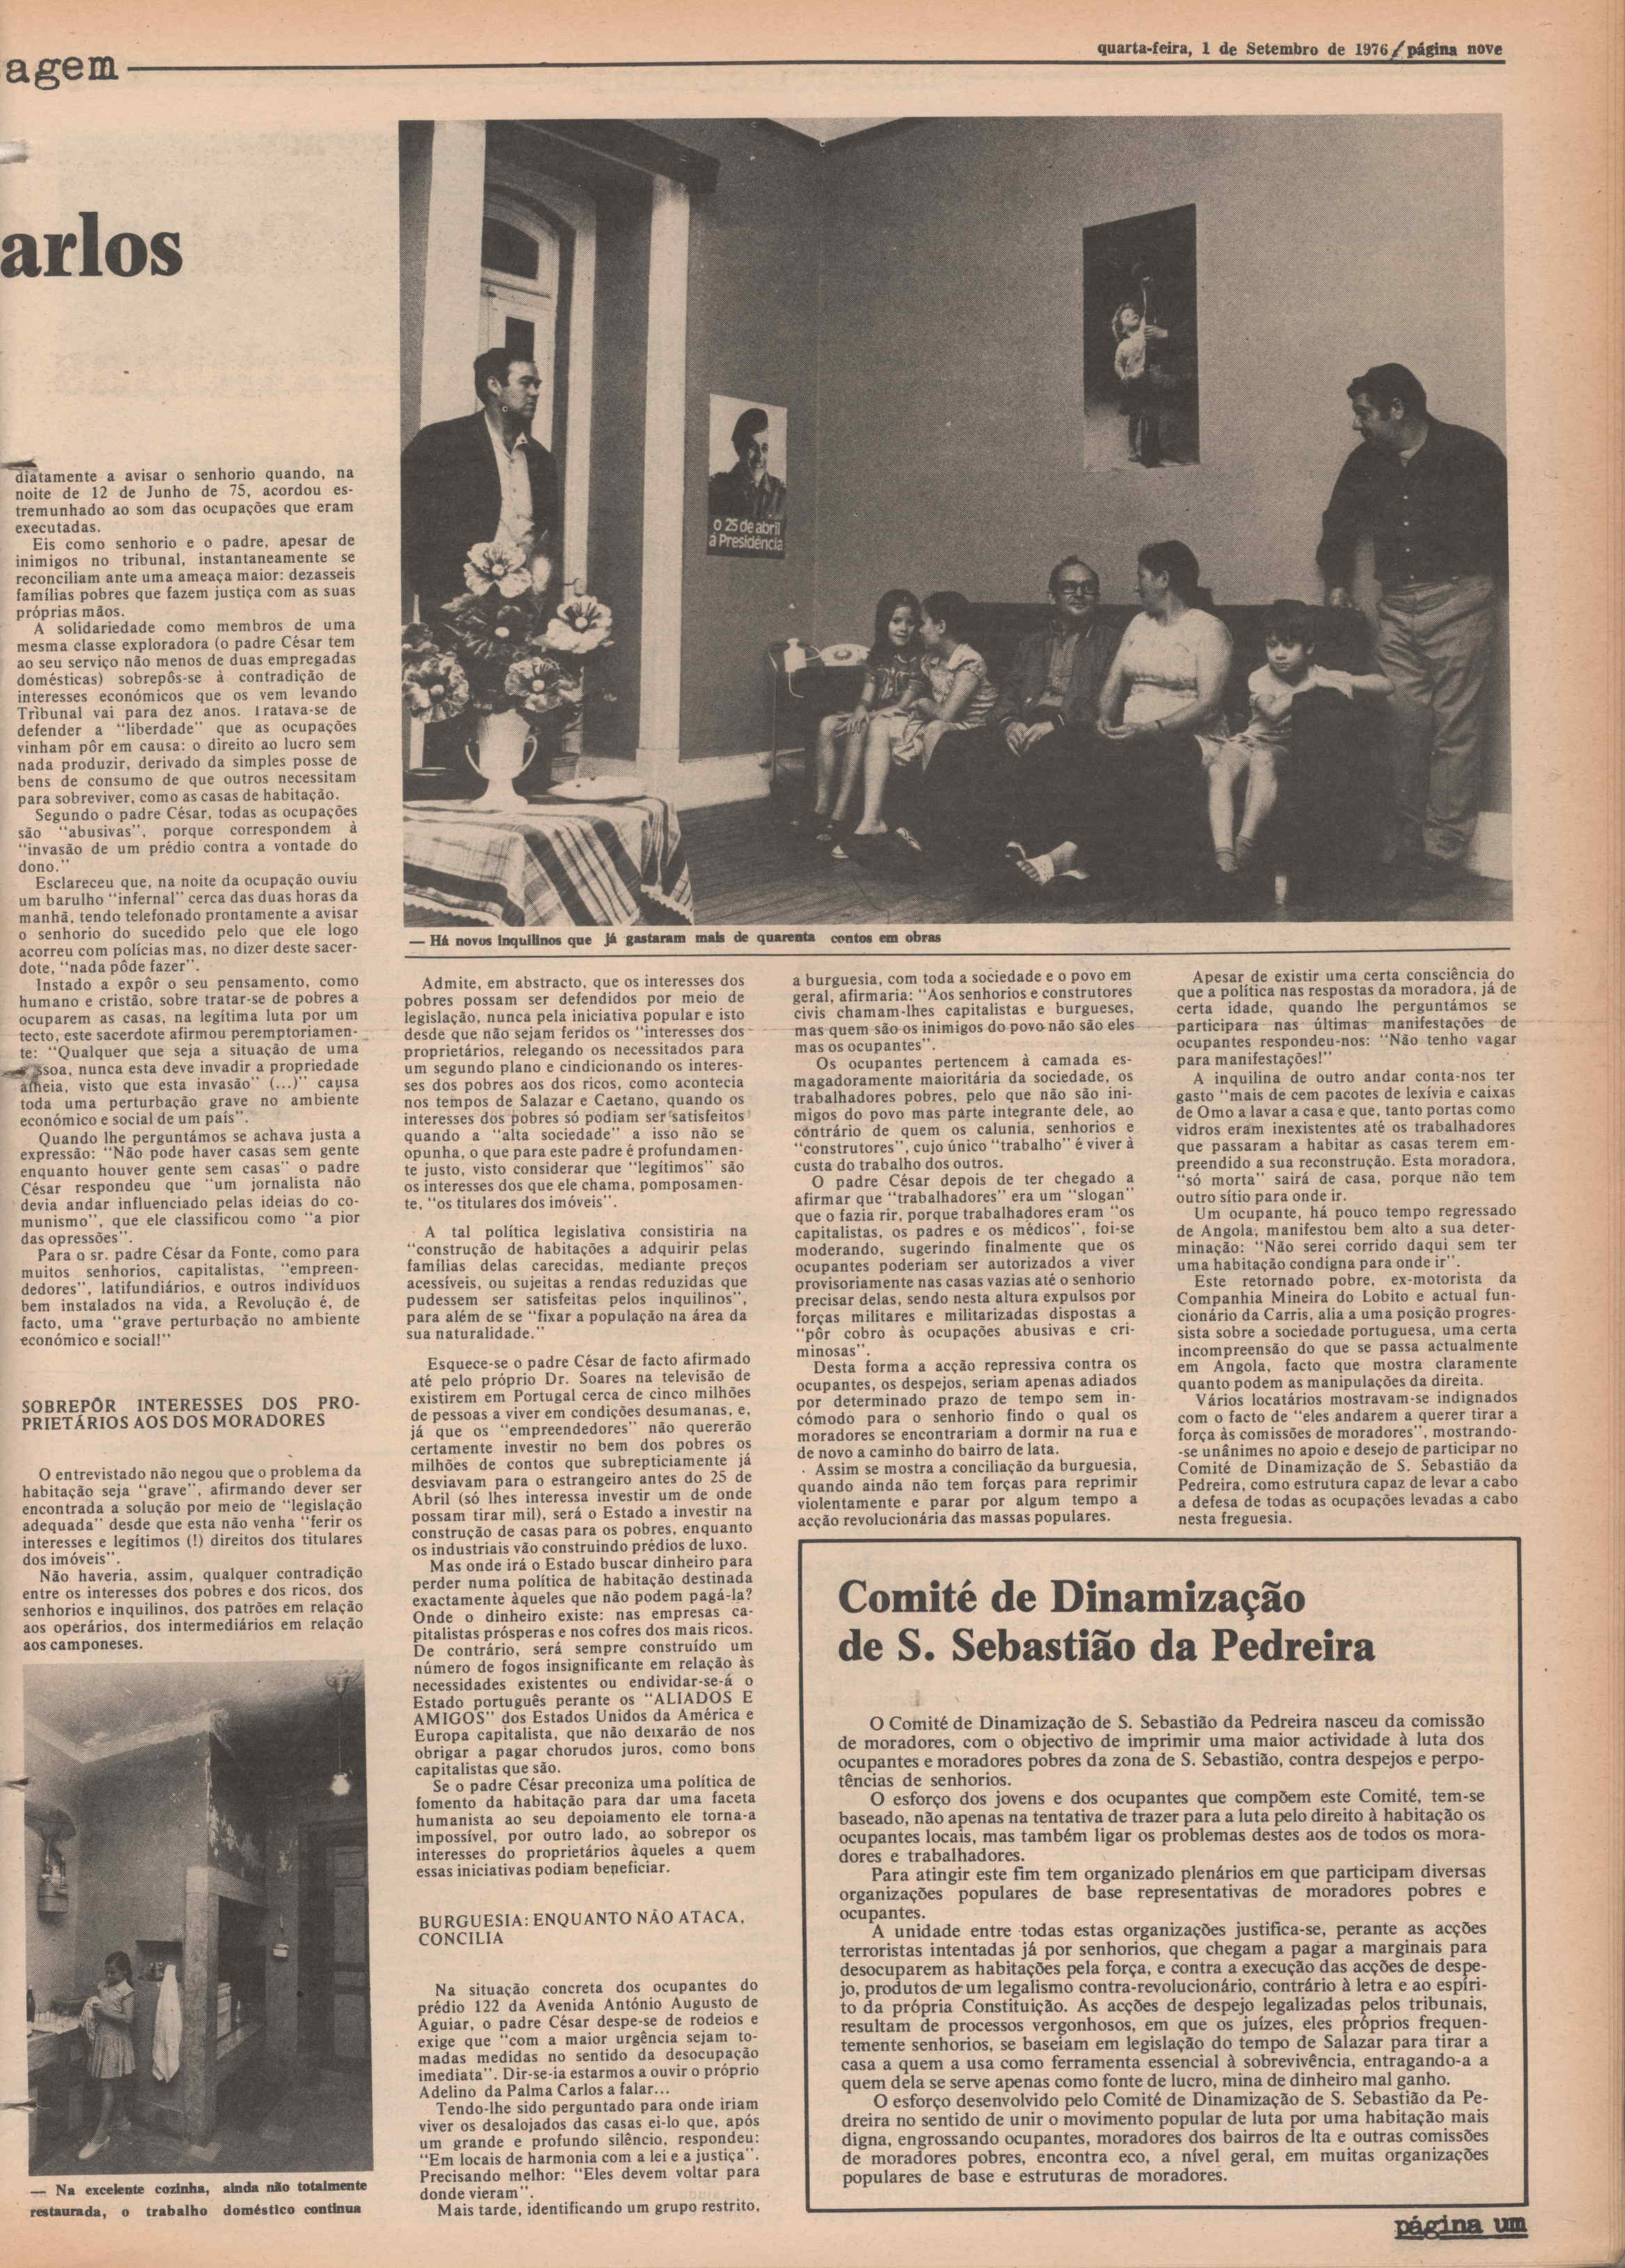 agem
quarta-feira, 1 de Setembro de 1976/página nove
arlos
o 25 de abril
á Presidência
— Há novos inquilinos que já gastaram mais de quarenta contos em obras
diatamente a avisar o senhorio quando, na
noite de 12 de Junho de 75, acordou es-
tremunhado ao som das ocupações que eram
executadas.
Eis como senhorio e o padre, apesar de
inimigos no tribunal, instantaneamente se
reconciliam ante uma ameaça maior: dezasseis
famílias pobres que fazem justiça com as suas
próprias mãos.
A solidariedade como membros de uma
mesma classe exploradora (o padre César tem
ao seu serviço não menos de duas empregadas
domésticas) sobrepôs-se à contradição de
interesses económicos que os vem levando
Tribunal vai para dez anos. Tratava-se de
defender a "liberdade" que as ocupações
vinham pôr em causa: o direito ao lucro sem
nada produzir, derivado da simples posse de
bens de consumo de que outros necessitam
para sobreviver, como as casas de habitação.
Segundo o padre César, todas as ocupações
são "abusivas", porque correspondem à
"invasão de um prédio contra a vontade do
dono."
Esclareceu que, na noite da ocupação ouviu
um barulho "infernal" cerca das duas horas da
manhã, tendo telefonado prontamente a avisar
o senhorio do sucedido pelo que ele logo
acorreu com polícias mas, no dizer deste sacer-
dote, "nada pôde fazer".
Instado a expôr o seu pensamento, como
humano e cristão, sobre tratar-se de pobres a
ocuparem as casas, na legítima luta por um
tecto, este sacerdote afirmou peremptoriamen-
te: "Qualquer que seja a situação de uma
ssoa, nunca esta deve invadir a propriedade
alheia, visto que esta invasão" (...)" causa
toda uma perturbação grave no ambiente
económico e social de um país".
Quando lhe perguntámos se achava justa a
expressão: "Não pode haver casas sem gente
enquanto houver gente sem casas" o padre
César respondeu que "um jornalista não
devia andar influenciado pelas ideias do co-
munismo", que ele classificou como "a pior
das opressões".
Para o sr. padre César da Fonte, como para
muitos senhorios, capitalistas, "empreen-
dedores", latifundiários, e outros indivíduos
bem instalados na vida, a Revolução é, de
facto, uma "grave perturbação no ambiente
económico e social!"
SOBREPÔR INTERESSES DOS PRO-
PRIETÁRIOS AOS DOS MORADORES
O entrevistado não negou que o problema da
habitação seja "grave", afirmando dever ser
encontrada a solução por meio de "legislação
adequada" desde que esta não venha "ferir os
interesses e legítimos (!) direitos dos titulares
dos imóveis".
Não haveria, assim, qualquer contradição
entre os interesses dos pobres e dos ricos, dos
senhorios e inquilinos, dos patrões em relação
aos operários, dos intermediários em relação
aos camponeses.
— Na excelente cozinha, ainda não totalmente
restaurada, o trabalho doméstico continua
Admite, em abstracto, que os interesses dos
pobres possam ser defendidos por meio de
legislação, nunca pela iniciativa popular e isto
desde que não sejam feridos os "interesses dos
proprietários, relegando os necessitados para
um segundo plano e cindicionando os interes-
ses dos pobres aos dos ricos, como acontecia
nos tempos de Salazar e Caetano, quando os
interesses dos pobres só podiam ser satisfeitos
quando a "alta sociedade" a isso não se
opunha, o que para este padre é profundamen-
te justo, visto considerar que "legítimos" são
os interesses dos que ele chama, pomposamen-
te, "os titulares dos imóveis".
A tal política legislativa consistiria na
"construção de habitações a adquirir pelas
famílias delas carecidas, mediante preços
acessíveis, ou sujeitas a rendas reduzidas que
pudessem ser satisfeitas pelos inquilinos",
para além de se "fixar a população na área da
sua naturalidade."
Esquece-se o padre César de facto afirmado
até pelo próprio Dr. Soares na televisão de
existirem em Portugal cerca de cinco milhões
de pessoas a viver em condições desumanas, e,
já que os "empreendedores" não quererão
certamente investir no bem dos pobres os
milhões de contos que subrepticiamente já
desviavam para o estrangeiro antes do 25 de
Abril (só lhes interessa investir um de onde
possam tirar mil), será o Estado a investir na
construção de casas para os pobres, enquanto
os industriais vão construindo prédios de luxo.
Mas onde irá o Estado buscar dinheiro para
perder numa política de habitação destinada
exactamente àqueles que não podem pagá-la?
Onde o dinheiro existe: nas empresas ca-
pitalistas prósperas e nos cofres dos mais ricos.
De contrário, será sempre construído um
número de fogos insignificante em relação às
necessidades existentes ou endividar-se-á o
Estado português perante os "ALIADOS E
AMIGOS" dos Estados Unidos da América e
Europa capitalista, que não deixarão de nos
obrigar a pagar chorudos juros, como bons
capitalistas que são.
Se o padre César preconiza uma política de
fomento da habitação para dar uma faceta
humanista ao seu depoiamento ele torna-a
impossível, por outro lado, ao sobrepor os
interesses do proprietários àqueles a quem
essas iniciativas podiam beneficiar.
BURGUESIA: ENQUANTO NÃO ATACA,
CONCILIA
Na situação concreta dos ocupantes do
prédio 122 da Avenida António Augusto de
Aguiar, o padre César despe-se de rodeios e
exige que "com a maior urgência sejam to-
madas medidas no sentido da desocupação
imediata". Dir-se-ia estarmos a ouvir o próprio
Adelino da Palma Carlos a falar...
Tendo-lhe sido perguntado para onde iriam
viver os desalojados das casas ei-lo que, após
um grande e profundo silêncio, respondeu:
"Em locais de harmonia com a lei e a justiça".
Precisando melhor: "Eles devem voltar para
donde vieram".
Mais tarde, identificando um grupo restrito,
a burguesia, com toda a sociedade e o povo em
geral, afirmaria: "Aos senhorios e construtores
civis chamam-lhes capitalistas e burgueses,
mas quem são os inimigos do povo não são eles
mas os ocupantes".
Os ocupantes pertencem à camada es-
magadoramente maioritária da sociedade, os
trabalhadores pobres, pelo que não são ini-
migos do povo mas parte integrante dele, ao
contrário de quem os calunia, senhorios e
"construtores", cujo único "trabalho" é viver à
custa do trabalho dos outros.
O padre César depois de ter chegado a
afirmar que "trabalhadores" era um "slogan"
que o fazia rir, porque trabalhadores eram "os
capitalistas, os padres e os médicos", foi-se
moderando, sugerindo finalmente que os
ocupantes poderiam ser autorizados a viver
provisoriamente nas casas vazias até o senhorio
precisar delas, sendo nesta altura expulsos por
forças militares e militarizadas dispostas a
"pôr cobro às ocupações abusivas e cri-
minosas".
Desta forma a acção repressiva contra os
ocupantes, os despejos, seriam apenas adiados
por determinado prazo de tempo sem in-
cómodo para o senhorio findo o qual os
moradores se encontrariam a dormir na rua e
de novo a caminho do bairro de lata.
Assim se mostra a conciliação da burguesia,
quando ainda não tem forças para reprimir
violentamente e parar por algum tempo a
acção revolucionária das massas populares.
Apesar de existir uma certa consciência do
que a política nas respostas da moradora, já de
certa idade, quando lhe perguntámos se
participara nas últimas manifestações de
ocupantes respondeu-nos: "Não tenho vagar
para manifestações!"
A inquilina de outro andar conta-nos ter
gasto "mais de cem pacotes de lexívia e caixas
de Omo a lavar a casa e que, tanto portas como
vidros eram inexistentes até os trabalhadores
que passaram a habitar as casas terem em-
preendido a sua reconstrução. Esta moradora,
"só morta" sairá de casa, porque não tem
outro sítio para onde ir.
Um ocupante, há pouco tempo regressado
de Angola, manifestou bem alto a sua deter-
minação: "Não serei corrido daqui sem ter
uma habitação condigna para onde ir".
Este retornado pobre, ex-motorista da
Companhia Mineira do Lobito e actual fun-
cionário da Carris, alia a uma posição progres-
sista sobre a sociedade portuguesa, uma certa
incompreensão do que se passa actualmente
em Angola, facto que mostra claramente
quanto podem as manipulações da direita.
Vários locatários mostravam-se indignados
com o facto de "eles andarem a querer tirar a
força às comissões de moradores", mostrando-
-se unânimes no apoio e desejo de participar no
Comité de Dinamização de S. Sebastião da
Pedreira, como estrutura capaz de levar a cabo
a defesa de todas as ocupações levadas a cabo
nesta freguesia.
Comité de Dinamização
de S. Sebastião da Pedreira
O Comité de Dinamização de S. Sebastião da Pedreira nasceu da comissão
de moradores, com o objectivo de imprimir uma maior actividade à luta dos
ocupantes e moradores pobres da zona de S. Sebastião, contra despejos e perpo-
tências de senhorios.
O esforço dos jovens e dos ocupantes que compõem este Comité, tem-se
baseado, não apenas na tentativa de trazer para a luta pelo direito à habitação os
ocupantes locais, mas também ligar os problemas destes aos de todos os mora-
dores e trabalhadores.
Para atingir este fim tem organizado plenários em que participam diversas
organizações populares de base representativas de moradores pobres e
ocupantes.
A unidade entre todas estas organizações justifica-se, perante as acções
terroristas intentadas já por senhorios, que chegam a pagar a marginais para
desocuparem as habitações pela força, e contra a execução das acções de despe-
jo, produtos de um legalismo contra-revolucionário, contrário à letra e ao espíri-
to da própria Constituição. As acções de despejo legalizadas pelos tribunais,
resultam de processos vergonhosos, em que os juízes, eles próprios frequen-
temente senhorios, se baseiam em legislação do tempo de Salazar para tirar a
casa a quem a usa como ferramenta essencial à sobrevivência, entragando-a a
quem dela se serve apenas como fonte de lucro, mina de dinheiro mal ganho.
O esforço desenvolvido pelo Comité de Dinamização de S. Sebastião da Pe-
dreira no sentido de unir o movimento popular de luta por uma habitação mais
digna, engrossando ocupantes, moradores dos bairros de lta e outras comissões
de moradores pobres, encontra eco, a nível geral, em muitas organizações
populares de base e estruturas de moradores.
página um